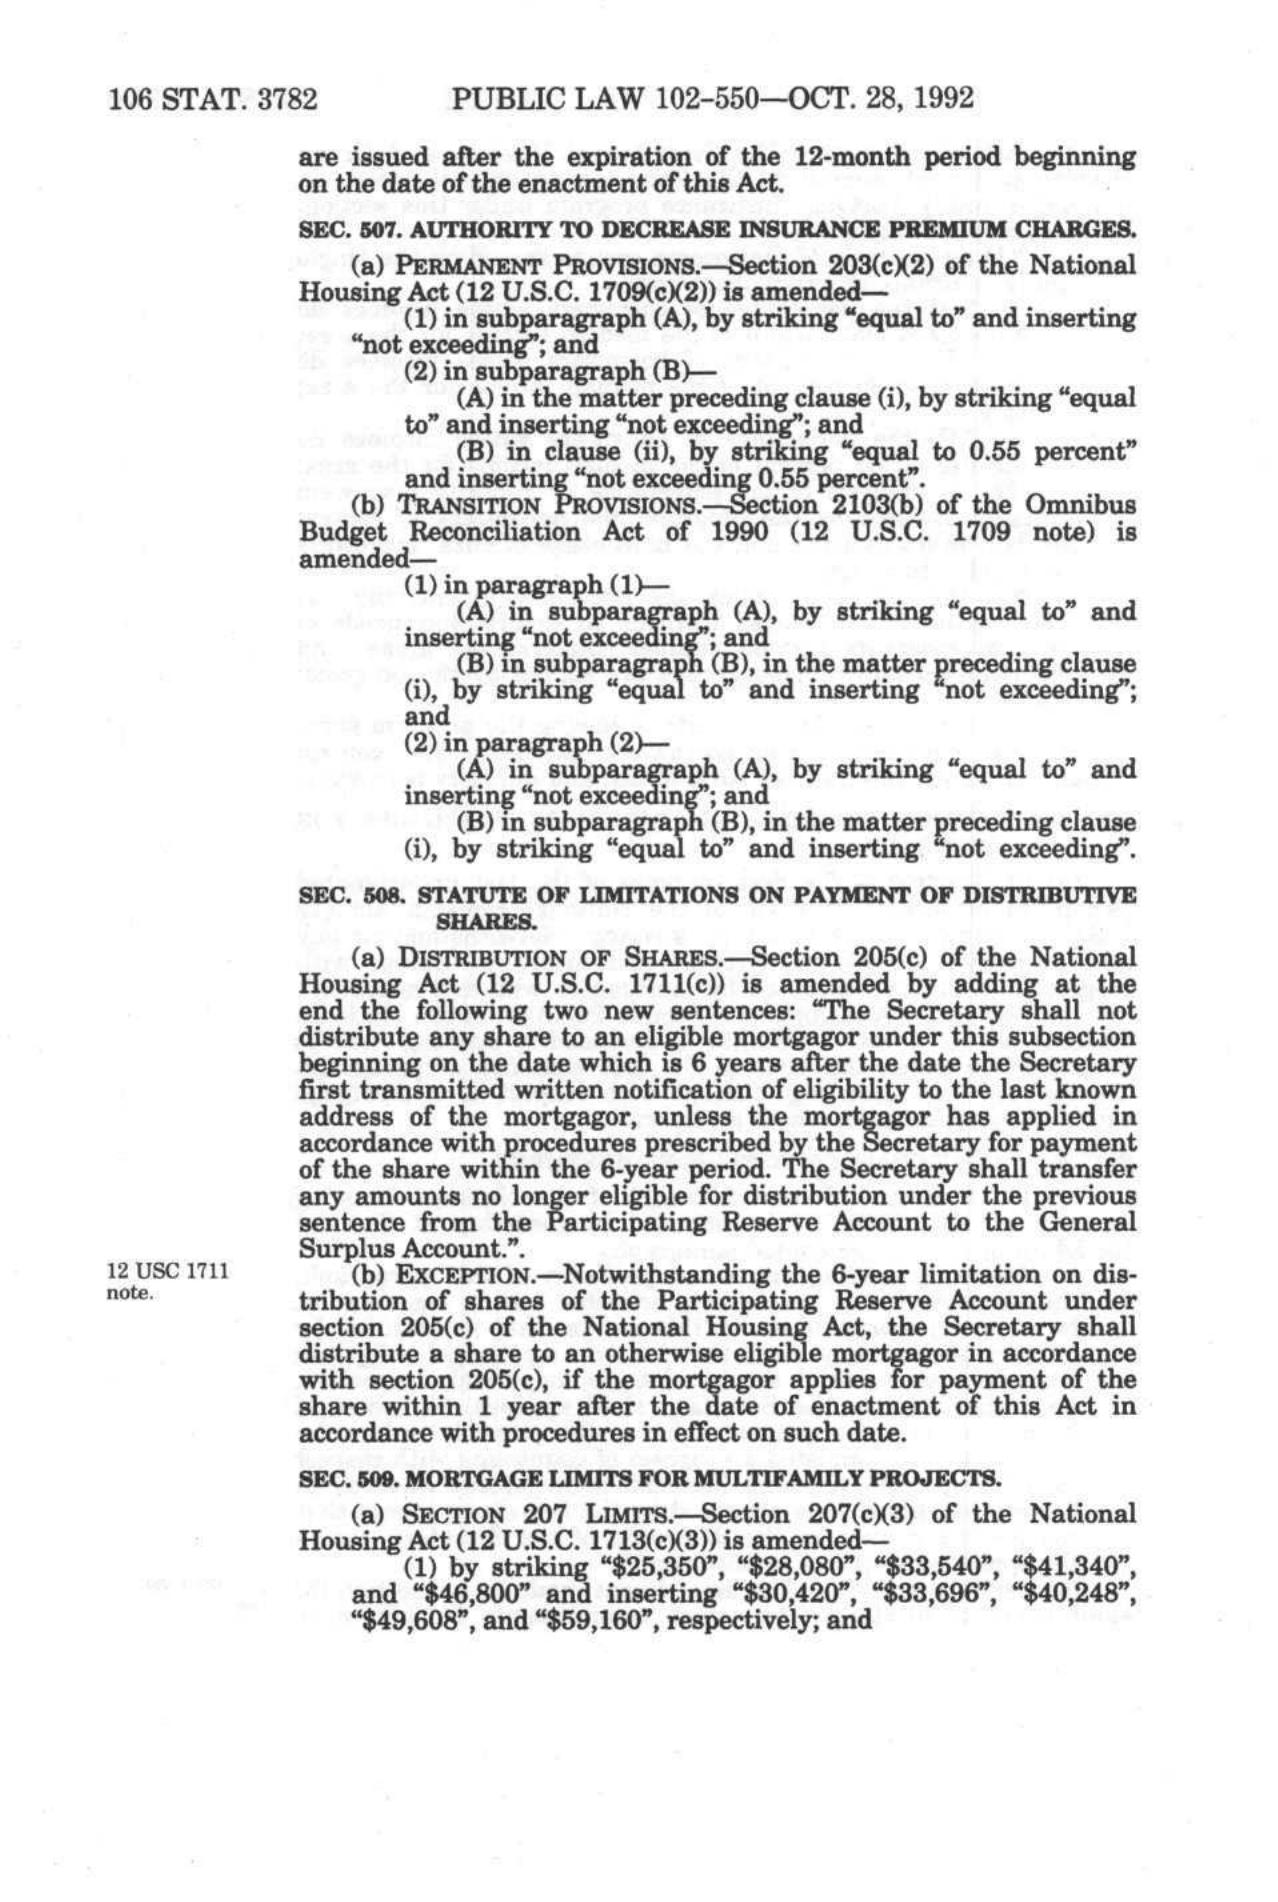 106 STAT. 3782 PUBLIC LAW 102-550—OCT. 28, 1992
are issued after the expiration of the 12-month period beginning
on the date of the enactment of this Act.
SEC. 507. AUTHORITY TO DECREASE INSURANCE PREMIUM CHARGES.
(a) PERMANENT PROVISIONS.—Section 203(c)(2) of the National
Housing Act (12 U.S.C. 1709(c)(2)) is amended—
(1) in subparagraph (A), by striking “equal to” and inserting
“not exceeding”; and
(2) in subparagraph (B)—
(A) in the matter preceding clause (i), by striking “equal
to” and inserting “not exceeding”; and
(B) in clause (ii), by striking “equal to 0.55 percent”
and inserting “not exceeding 0.55 percent”.
(b) TRANSITION PROVISIONS.—Section 2103(b) of the Omnibus
Budget Reconciliation Act of 1990 (12 U.S.C. 1709 note) is
amended—
(1) in paragraph (1)—
(A) in subparagraph (A), by striking “equal to” and
inserting “not exceeding”; and
(B) in subparagraph (B), in the matter preceding clause
(i), by striking “equal to” and inserting “not exceeding”;
and
(2) in paragraph (2)—
(A) in subparagraph (A), by striking “equal to” and
inserting “not exceeding”; and
(B) in subparagraph (B), in the matter preceding clause
(i), by striking “equal to” and inserting “not exceeding”.
SEC. 508. STATUTE OF LIMITATIONS ON PAYMENT OF DISTRIBUTIVE
SHARES.
(a) DISTRIBUTION OF SHARES.—Section 205(c) of the National
Housing Act (12 U.S.C. 1711(c)) is amended by adding at the
end the following two new sentences: “The Secretary shall not
distribute any share to an eligible mortgagor under this subsection
beginning on the date which is 6 years after the date the Secretary
first transmitted written notification of eligibility to the last known
address of the mortgagor, unless the mortgagor has applied in
accordance with procedures prescribed by the Secretary for payment
of the share within the 6-year period. The Secretary shall transfer
any amounts no longer eligible for distribution under the previous
sentence from the Participating Reserve Account to the General
Surplus Account.”.
12 USC 1711
note.
(b) EXCEPTION.—Notwithstanding the 6-year limitation on dis-
tribution of shares of the Participating Reserve Account under
section 205(c) of the National Housing Act, the Secretary shall
distribute a share to an otherwise eligible mortgagor in accordance
with section 205(c), if the mortgagor applies for payment of the
share within 1 year after the date of enactment of this Act in
accordance with procedures in effect on such date.
SEC. 509. MORTGAGE LIMITS FOR MULTIFAMILY PROJECTS.
(a) SECTION 207 LIMITS.—Section 207(c)(3) of the National
Housing Act (12 U.S.C. 1713(c)(3)) is amended—
(1) by striking “$25,350”, “$28,080”, “$33,540”, “$41,340”,
and “$46,800” and inserting “$30,420”, “$33,696”, “$40,248”,
“$49,608”, and “$59,160”, respectively; and